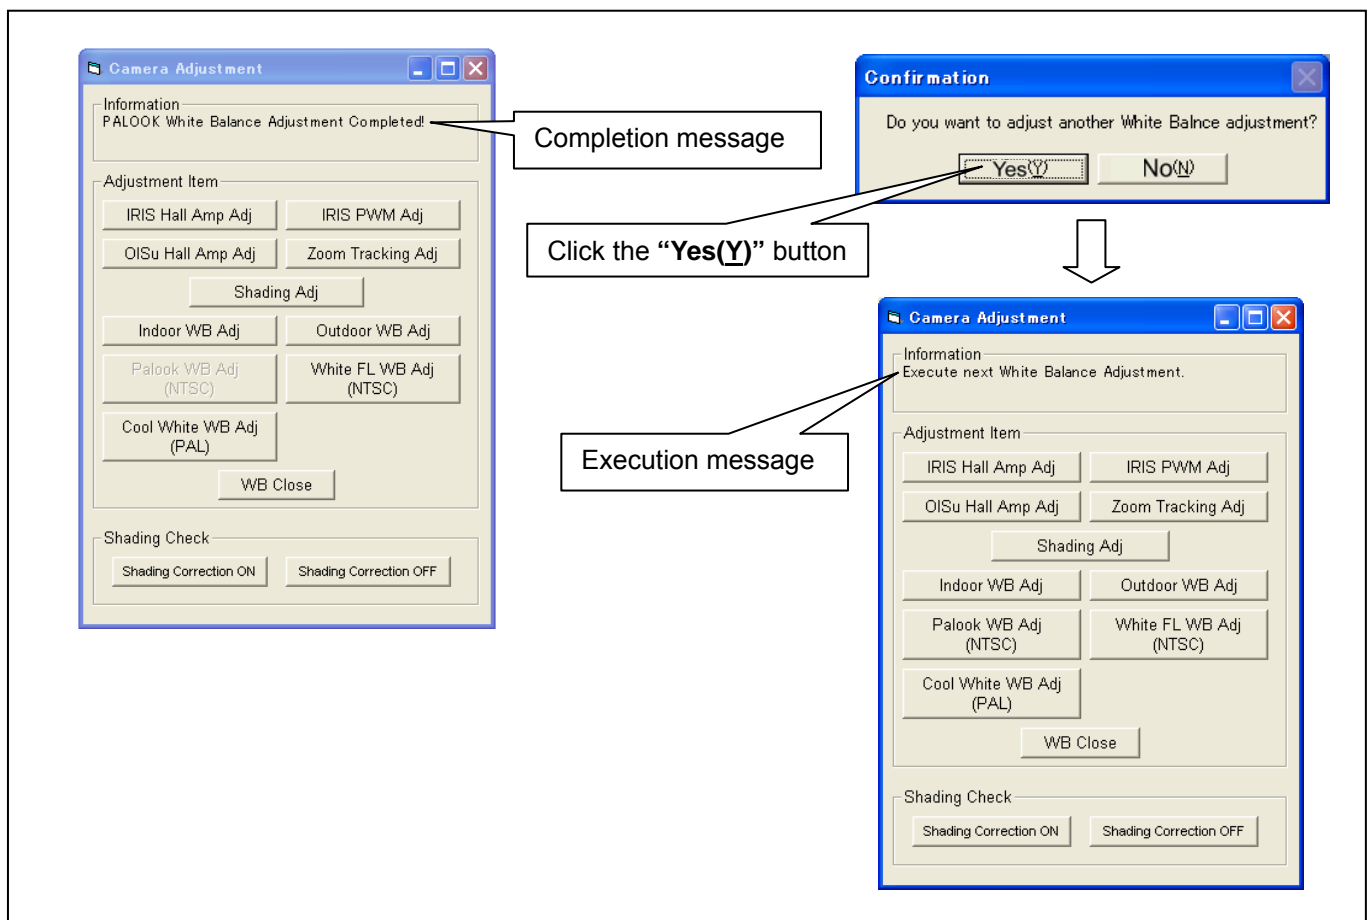 Camera Adjustment
Information
PALOOK White Balance Adjustment Completed!
Adjustment Item
IRIS Hall Amp Adj
IRIS PWM Adj
OISu Hall Amp Adj
Zoom Tracking Adj
Shading Adj
Indoor WB Adj
Outdoor WB Adj
Palook WB Adj
(NTSC)
White FL WB Adj
(NTSC)
Cool White WB Adj
(PAL)
WB Close
Shading Check
Shading Correction ON
Shading Correction OFF
Completion message
Confirmation
Do you want to adjust another White Balnce adjustment?
Yes(Y)
No(N)
Click the “Yes(Y)” button
Camera Adjustment
Information
Execute next White Balance Adjustment.
Execution message
Adjustment Item
IRIS Hall Amp Adj
IRIS PWM Adj
OISu Hall Amp Adj
Zoom Tracking Adj
Shading Adj
Indoor WB Adj
Outdoor WB Adj
Palook WB Adj
(NTSC)
White FL WB Adj
(NTSC)
Cool White WB Adj
(PAL)
WB Close
Shading Check
Shading Correction ON
Shading Correction OFF